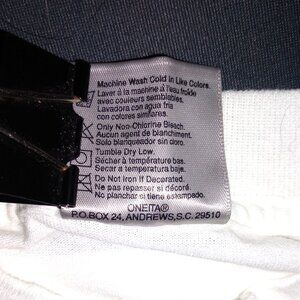 Machine Wash Cold in Like Colors.
Laver à la machine à l'eau froide
avec couleurs semblables.
Lavar a maquina con agua fria
con colores similares.
Only Non-Chlorine Bleach.
Aucun agent de blanchiment.
Solo blanqueador sin cloro.
Tumble Dry Low.
Sécher à température bas.
Secar a temperatura baja.
Do Not Iron if Decorated.
Ne pas repasser si décoré.
No planchar si estampado.
ONEITA®
P.O.BOX 24, ANDREWS,S.C. 29510